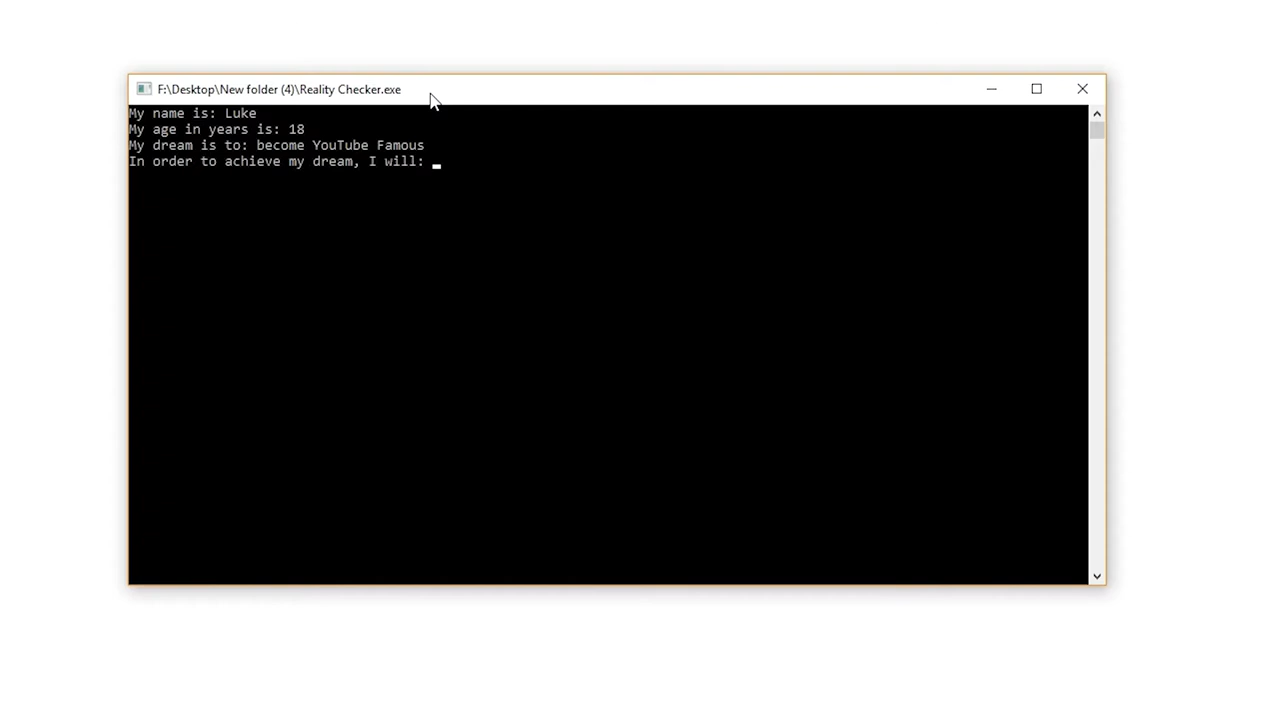 F:\Desktop\New folder (4)\Reality Checker.exe
My name is: Luke
My age in years is: 18
My dream is to: become YouTube Famous
In order to achieve my dream, I will: